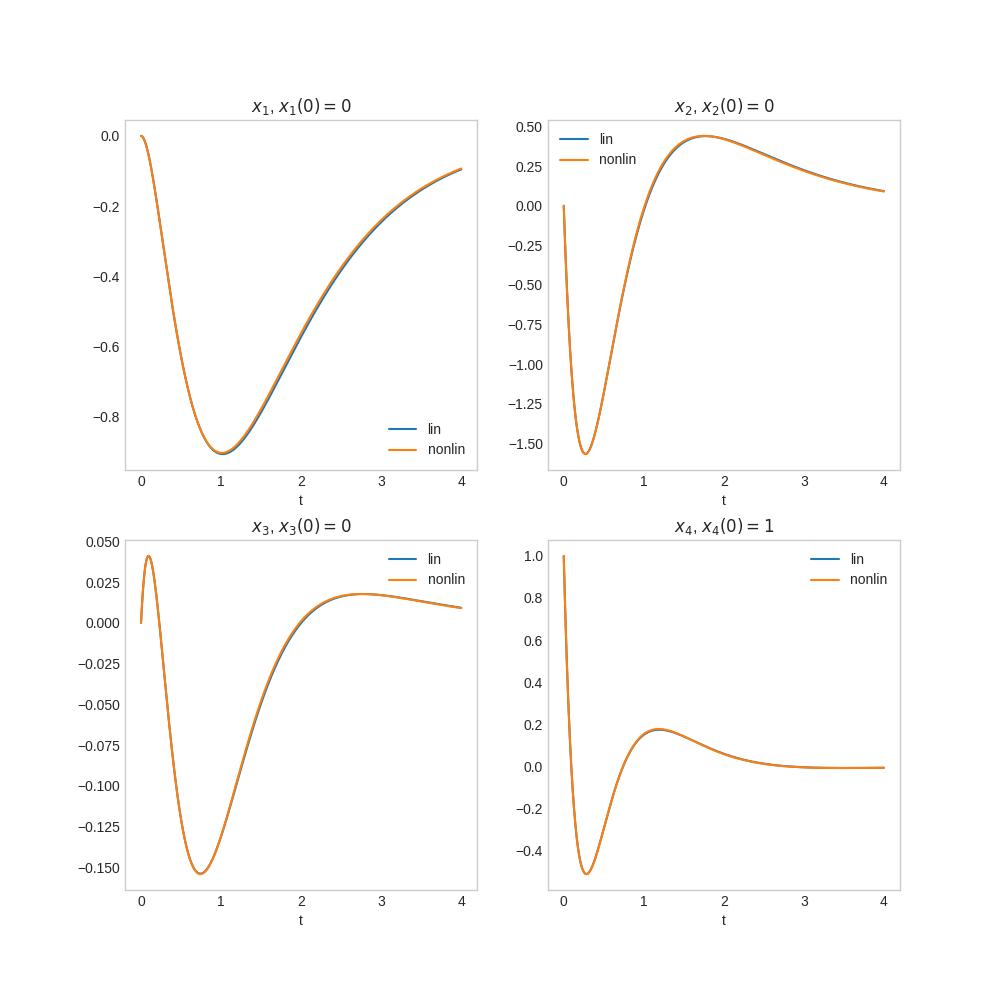 x₁, x₁(0) = 0
0.0
−0.2
−0.4
−0.6
−0.8
lin
nonlin
0 1 2 3 4
t
x₂, x₂(0) = 0
0.50
0.25
0.00
−0.25
−0.50
−0.75
−1.00
−1.25
−1.50
lin
nonlin
0 1 2 3 4
t
x₃, x₃(0) = 0
0.050
0.025
0.000
−0.025
−0.050
−0.075
−0.100
−0.125
−0.150
lin
nonlin
0 1 2 3 4
t
x₄, x₄(0) = 1
1.0
0.8
0.6
0.4
0.2
0.0
−0.2
−0.4
lin
nonlin
0 1 2 3 4
t